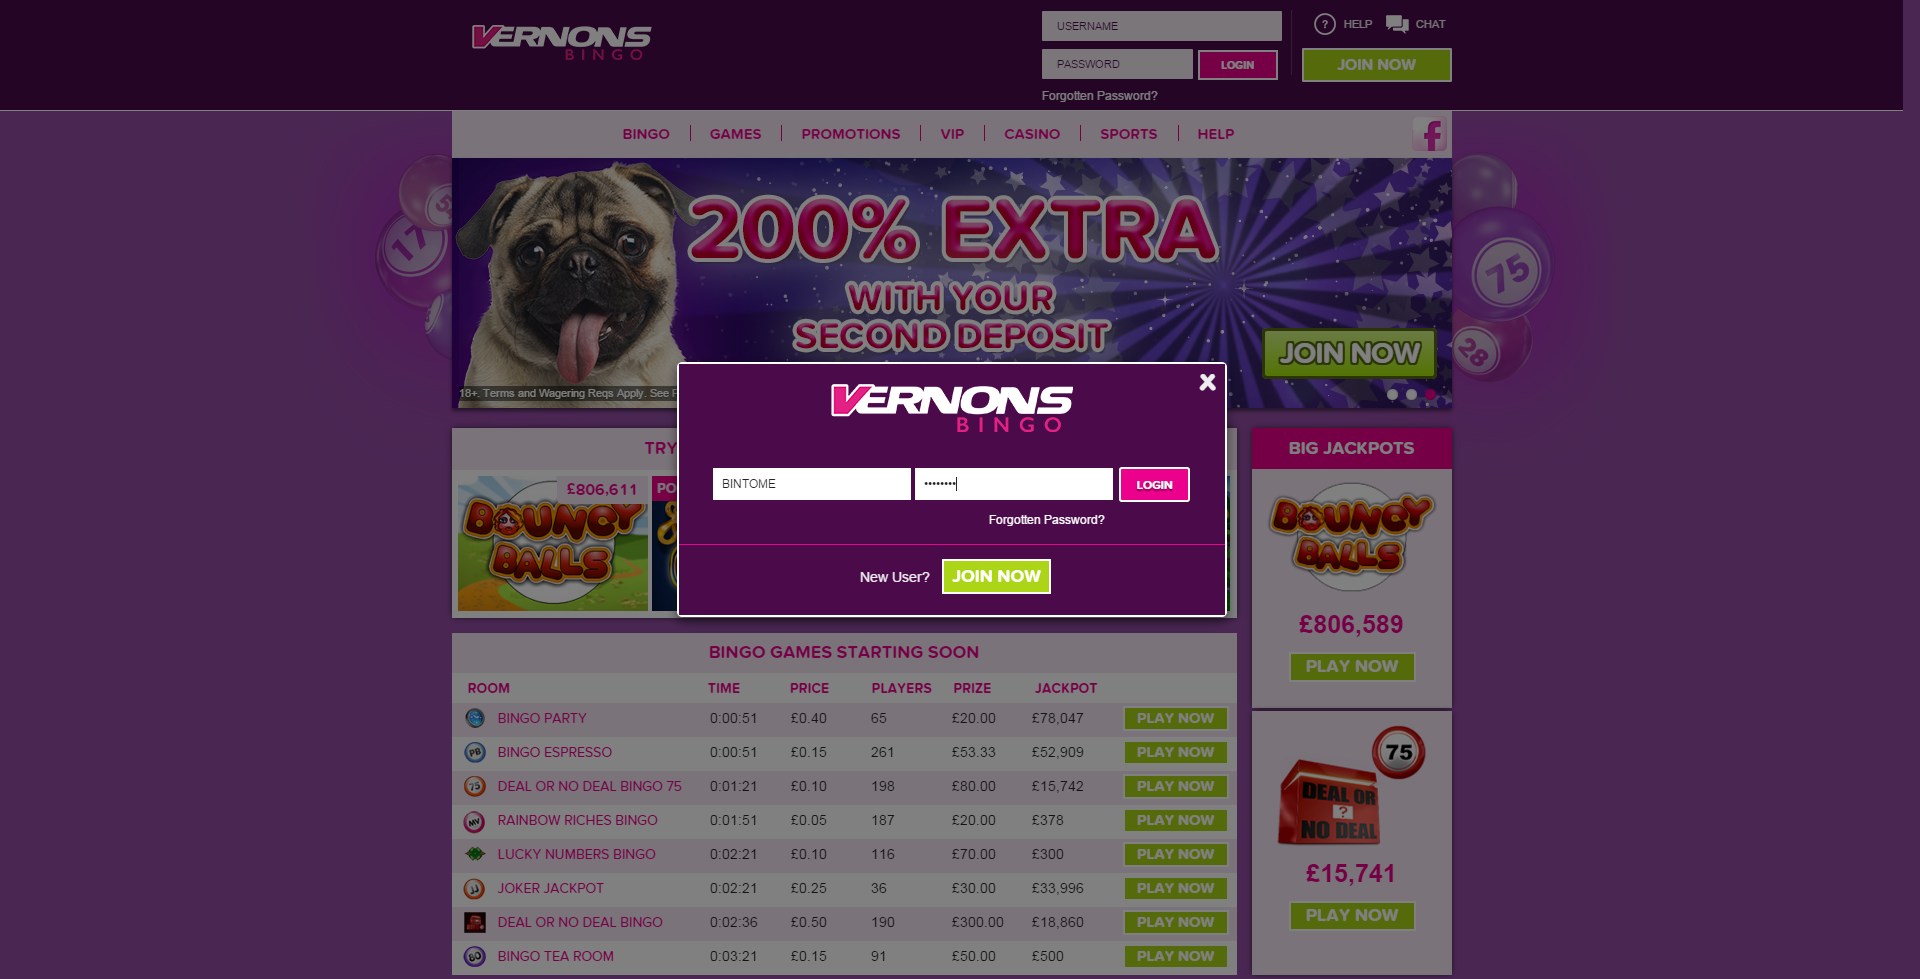 VERNONS
BINGO
USERNAME
PASSWORD
LOGIN
Forgotten Password?
? HELP
CHAT
JOIN NOW
BINGO
GAMES
PROMOTIONS
VIP
CASINO
SPORTS
HELP
f
17
200% EXTRA
WITH YOUR
SECOND DEPOSIT
JOIN NOW
18+. Terms and Wagering Reqs Apply. See
75
28
VERNONS
BINGO
BINTOME
••••••••
LOGIN
Forgotten Password?
New User?
JOIN NOW
TRY
£806,611
BOUNCY
BALLS
PO
BIG JACKPOTS
BOUNCY
BALLS
£806,589
PLAY NOW
75
DEAL OR
?
NO DEAL
£15,741
PLAY NOW
BINGO GAMES STARTING SOON
ROOM TIME PRICE PLAYERS PRIZE JACKPOT
BINGO PARTY 0:00:51 £0.40 65 £20.00 £78,047 PLAY NOW
PB BINGO ESPRESSO 0:00:51 £0.15 261 £53.33 £52,909 PLAY NOW
75 DEAL OR NO DEAL BINGO 75 0:01:21 £0.10 198 £80.00 £15,742 PLAY NOW
MV RAINBOW RICHES BINGO 0:01:51 £0.05 187 £20.00 £378 PLAY NOW
LUCKY NUMBERS BINGO 0:02:21 £0.10 116 £70.00 £300 PLAY NOW
JJ JOKER JACKPOT 0:02:21 £0.25 36 £30.00 £33,996 PLAY NOW
DEAL OR NO DEAL BINGO 0:02:36 £0.50 190 £300.00 £18,860 PLAY NOW
BO BINGO TEA ROOM 0:03:21 £0.15 91 £50.00 £500 PLAY NOW